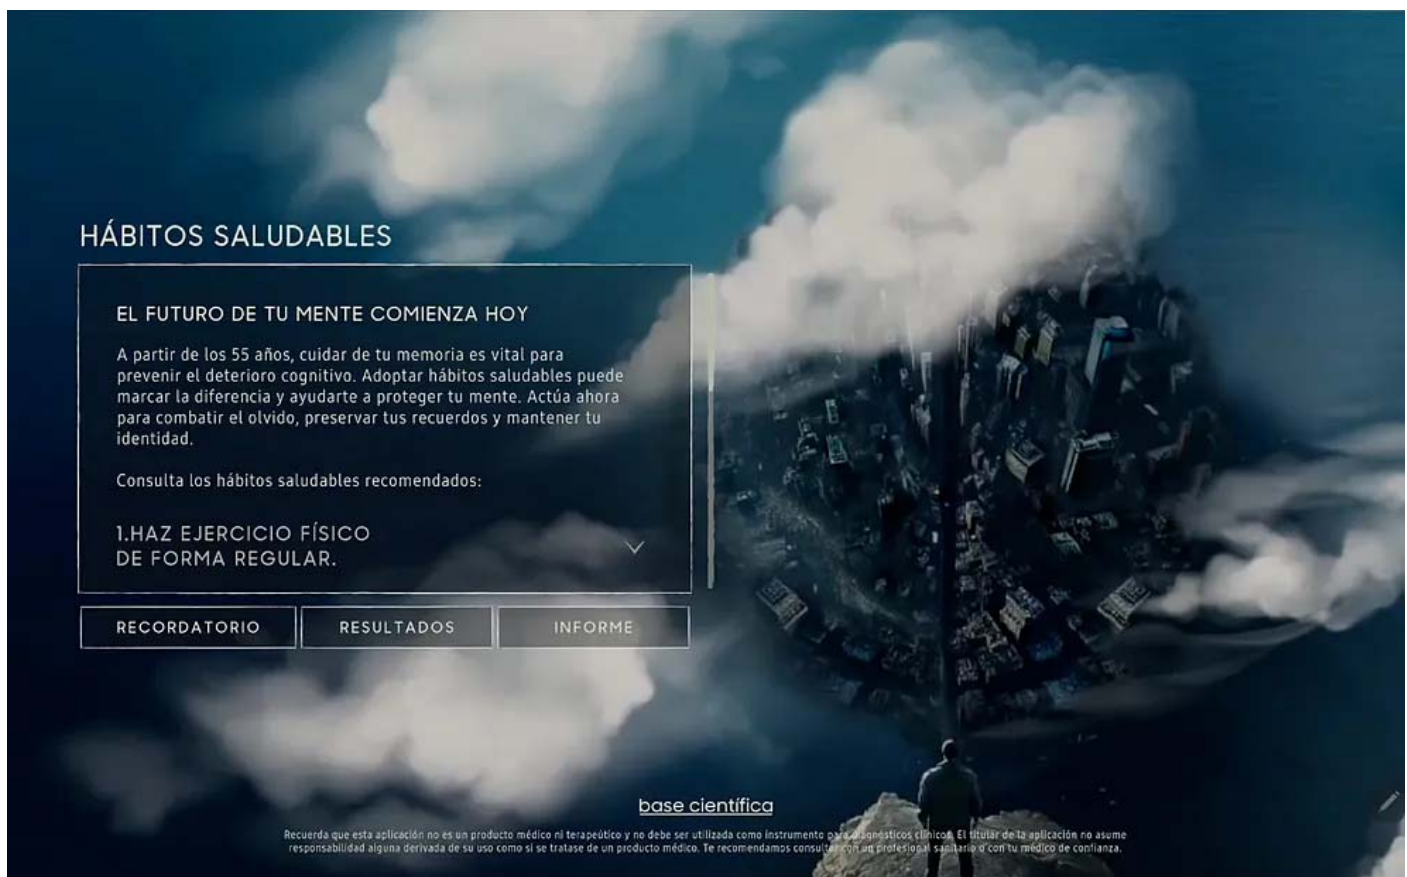 HÁBITOS SALUDABLES
EL FUTURO DE TU MENTE COMIENZA HOY
A partir de los 55 años, cuidar de tu memoria es vital para
prevenir el deterioro cognitivo. Adoptar hábitos saludables puede
marcar la diferencia y ayudarte a proteger tu mente. Actúa ahora
para combatir el olvido, preservar tus recuerdos y mantener tu
identidad.
Consulta los hábitos saludables recomendados:
1.HAZ EJERCICIO FÍSICO
DE FORMA REGULAR.
RECORDATORIO
RESULTADOS
INFORME
base científica
Recuerda que esta aplicación no es un producto médico ni terapeútico y no debe ser utilizada como instrumento para diagnósticos clínicos. El titular de la aplicación no asume
responsabilidad alguna derivada de su uso como si se tratase de un producto médico. Te recomendamos consultar con un profesional sanitario o con tu médico de confianza.